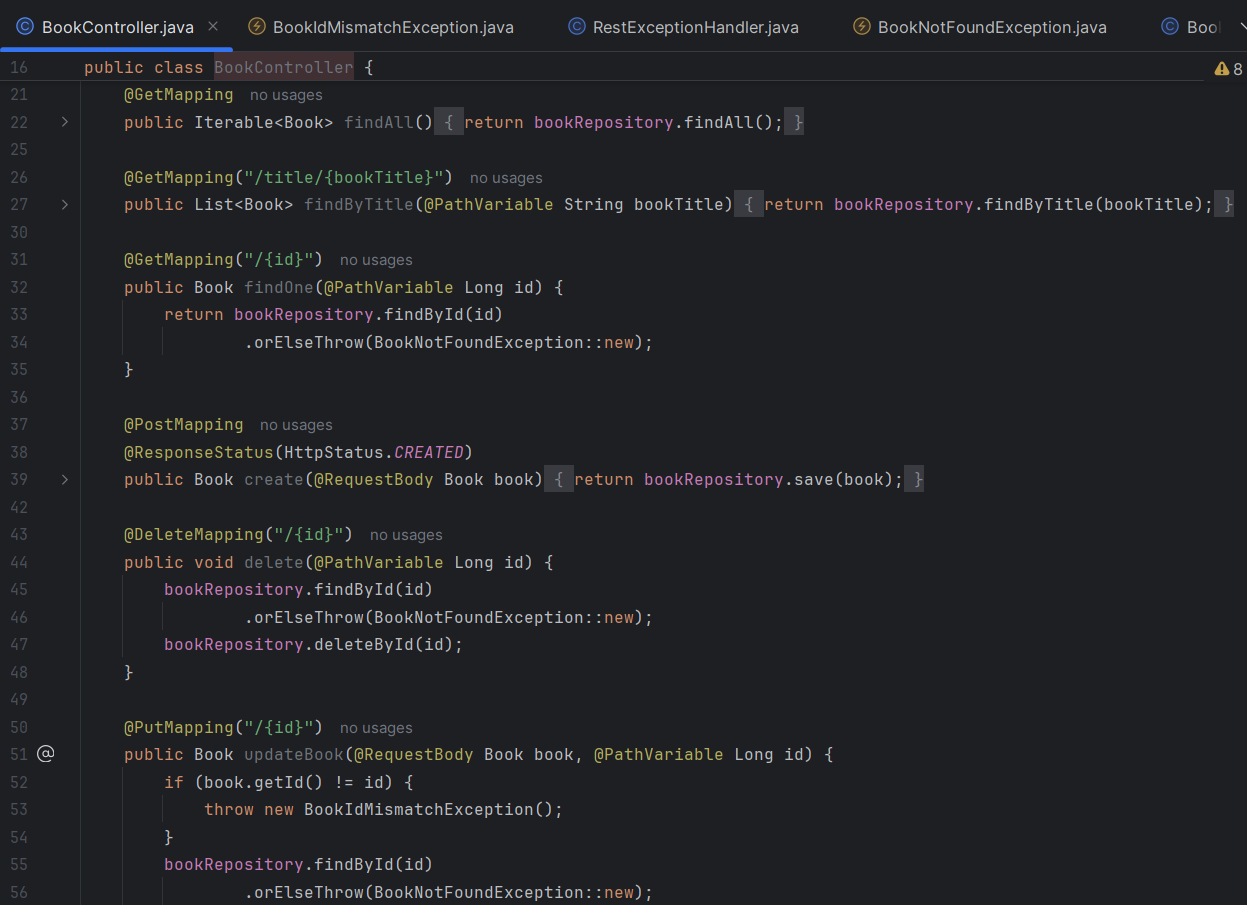 BookController.java BookIdMismatchException.java RestExceptionHandler.java BookNotFoundException.java
16 public class BookController { 8
21 @GetMapping no usages
22 public Iterable<Book> findAll() { return bookRepository.findAll(); }
25
26 @GetMapping("/title/{bookTitle}") no usages
27 public List<Book> findByTitle(@PathVariable String bookTitle) { return bookRepository.findByTitle(bookTitle); }
30
31 @GetMapping("/{id}") no usages
32 public Book findOne(@PathVariable Long id) {
33 return bookRepository.findById(id)
34 .orElseThrow(BookNotFoundException::new);
35 }
36
37 @PostMapping no usages
38 @ResponseStatus(HttpStatus.CREATED)
39 public Book create(@RequestBody Book book) { return bookRepository.save(book); }
42
43 @DeleteMapping("/{id}") no usages
44 public void delete(@PathVariable Long id) {
45 bookRepository.findById(id)
46 .orElseThrow(BookNotFoundException::new);
47 bookRepository.deleteById(id);
48 }
49
50 @PutMapping("/{id}") no usages
51 @ public Book updateBook(@RequestBody Book book, @PathVariable Long id) {
52 if (book.getId() != id) {
53 throw new BookIdMismatchException();
54 }
55 bookRepository.findById(id)
56 .orElseThrow(BookNotFoundException::new);